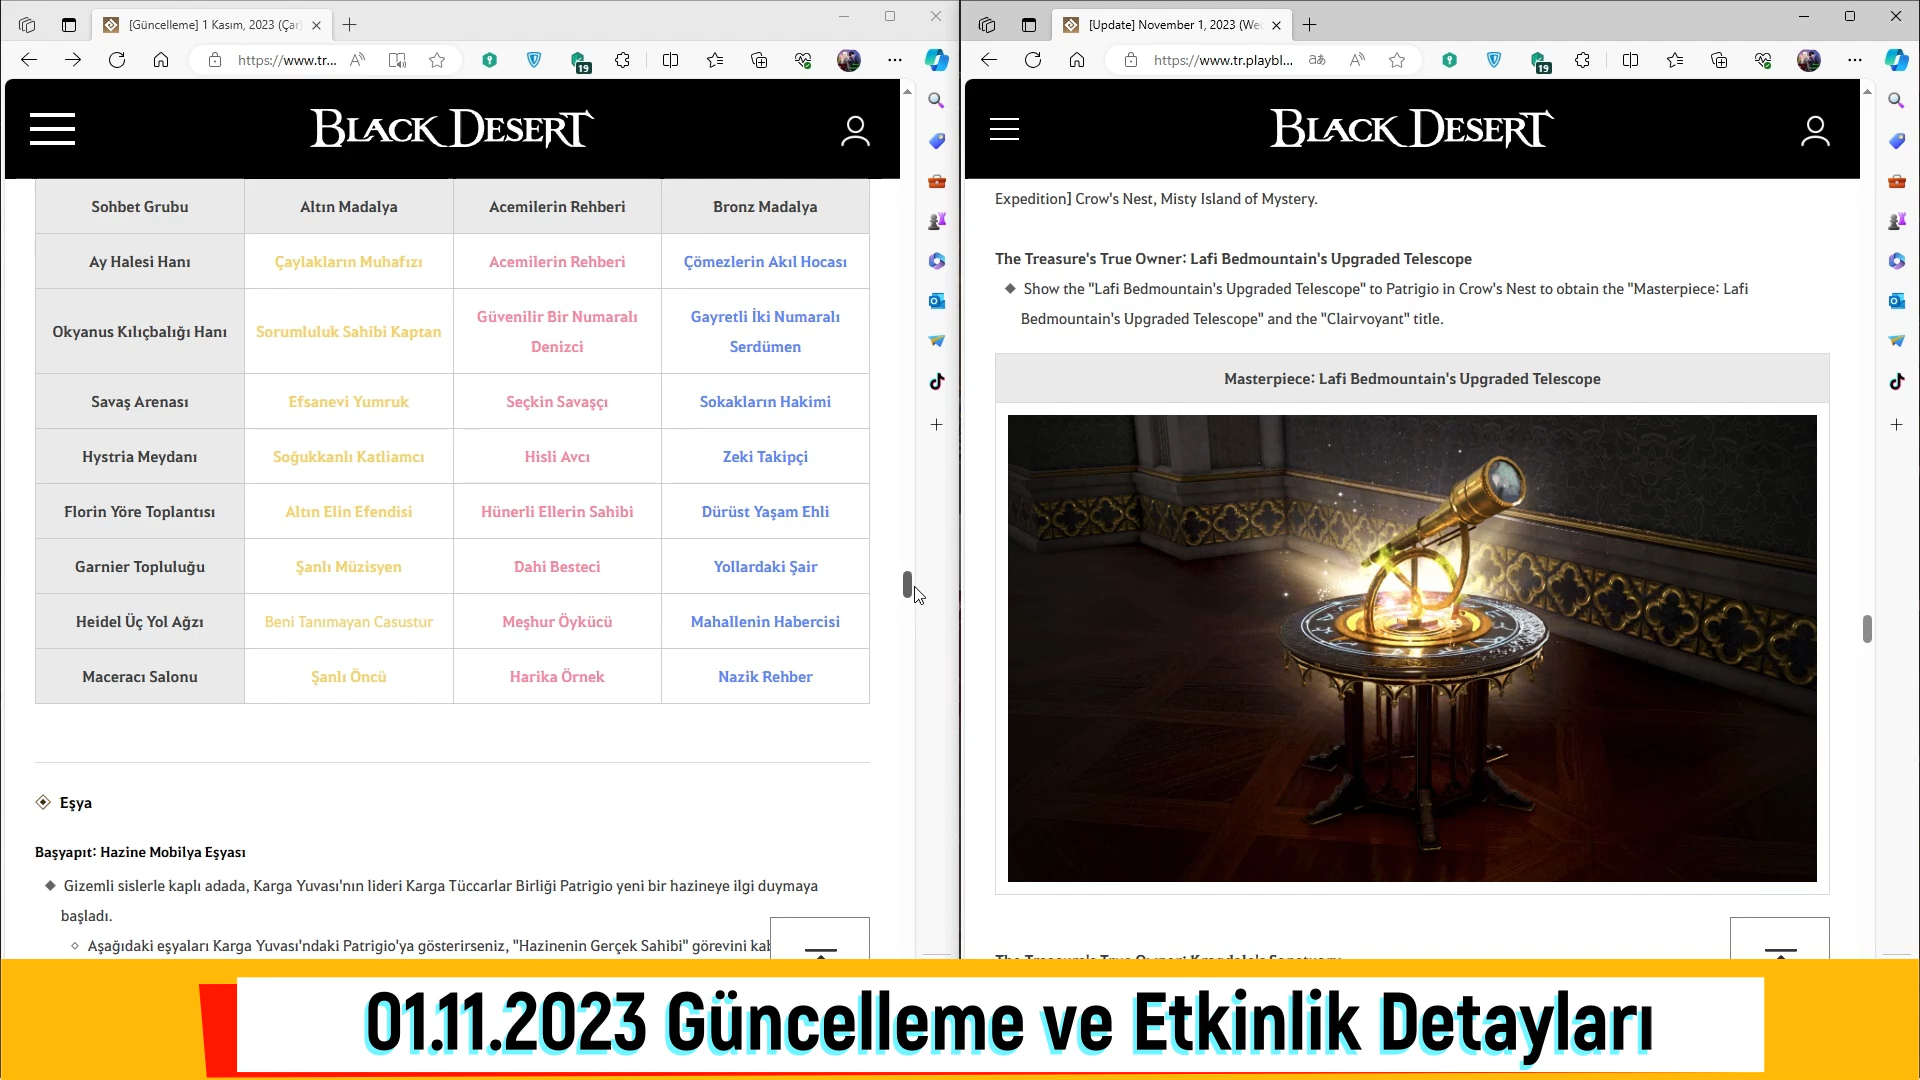 [Güncelleme] 1 Kasım, 2023 (Çar)
https://www.tr...
19
BLACK DESERT
Sohbet Grubu Altın Madalya Acemilerin Rehberi Bronz Madalya
Ay Halesi Hanı Çaylakların Muhafızı Acemilerin Rehberi Çömezlerin Akıl Hocası
Okyanus Kılıçbalığı Hanı Sorumluluk Sahibi Kaptan Güvenilir Bir Numaralı Denizci Gayretli İki Numaralı Serdümen
Savaş Arenası Efsanevi Yumruk Seçkin Savaşçı Sokakların Hakimi
Hystria Meydanı Soğukkanlı Katliamcı Hisli Avcı Zeki Takipçi
Florin Yöre Toplantısı Altın Elin Efendisi Hünerli Ellerin Sahibi Dürüst Yaşam Ehli
Garnier Topluluğu Şanlı Müzisyen Dahi Besteci Yollardaki Şair
Heidel Üç Yol Ağzı Beni Tanımayan Casustur Meşhur Öykücü Mahallenin Habercisi
Maceracı Salonu Şanlı Öncü Harika Örnek Nazik Rehber
Eşya
Başyapıt: Hazine Mobilya Eşyası
Gizemli sislerle kaplı adada, Karga Yuvası'nın lideri Karga Tüccarlar Birliği Patrigio yeni bir hazineye ilgi duymaya
başladı.
Aşağıdaki eşyaları Karga Yuvası'ndaki Patrigio'ya gösterirseniz, "Hazinenin Gerçek Sahibi" görevini
[Update] November 1, 2023 (We
https://www.tr.playbl...
19
BLACK DESERT
Expedition] Crow's Nest, Misty Island of Mystery.
The Treasure's True Owner: Lafi Bedmountain's Upgraded Telescope
Show the "Lafi Bedmountain's Upgraded Telescope" to Patrigio in Crow's Nest to obtain the "Masterpiece: Lafi
Bedmountain's Upgraded Telescope" and the "Clairvoyant" title.
Masterpiece: Lafi Bedmountain's Upgraded Telescope
01.11.2023 Güncelleme ve Etkinlik Detayları